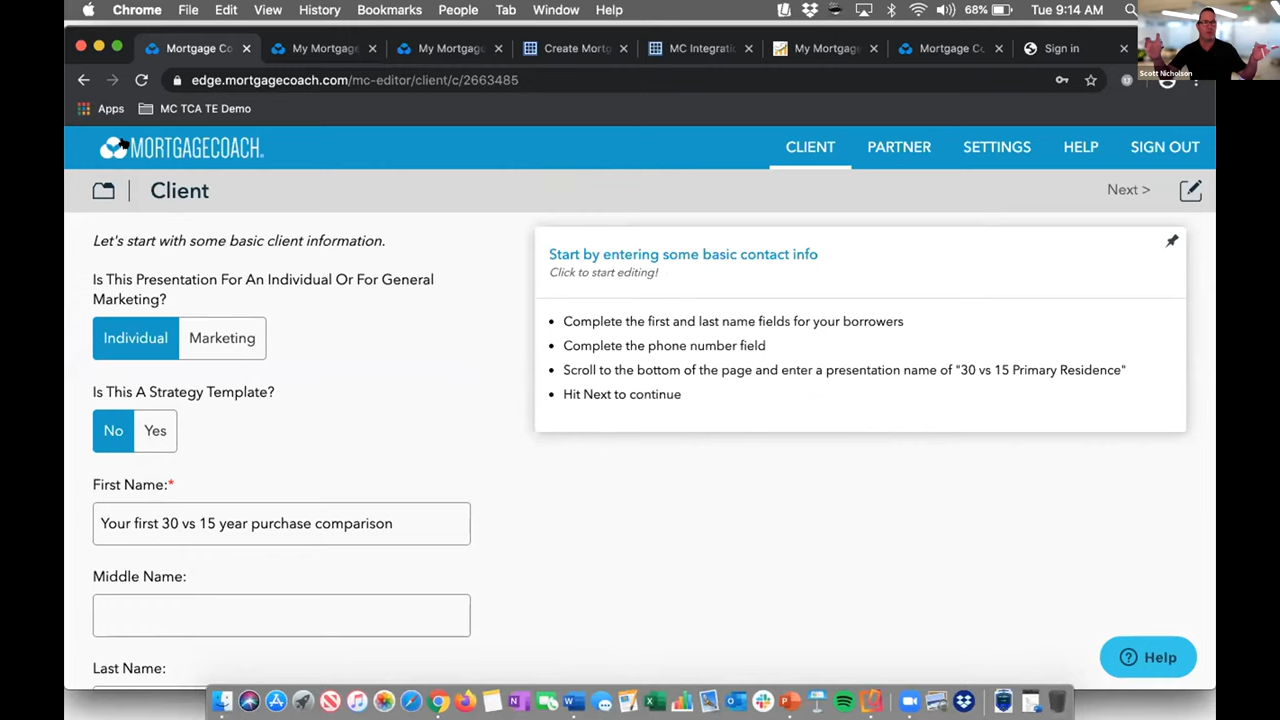 Chrome File Edit View History Bookmarks People Tab Window Help 68% Tue 9:14 AM
Scott Nicholson
Mortgage Co My Mortgage My Mortga Create Mort MC Integrati My Mortga Mortgage C Sign in
edge.mortgagecoach.com/mc-editor/client/c/2663485
Apps MC TCA TE Demo
MORTGAGECOACH CLIENT PARTNER SETTINGS HELP SIGN OUT
Client Next >
Let's start with some basic client information.
Is This Presentation For An Individual Or For General
Marketing?
Individual Marketing
Is This A Strategy Template?
No Yes
First Name:*
Your first 30 vs 15 year purchase comparison
Middle Name:
Last Name:
Start by entering some basic contact info
Click to start editing!
• Complete the first and last name fields for your borrowers
• Complete the phone number field
• Scroll to the bottom of the page and enter a presentation name of "30 vs 15 Primary Residence"
• Hit Next to continue
Help